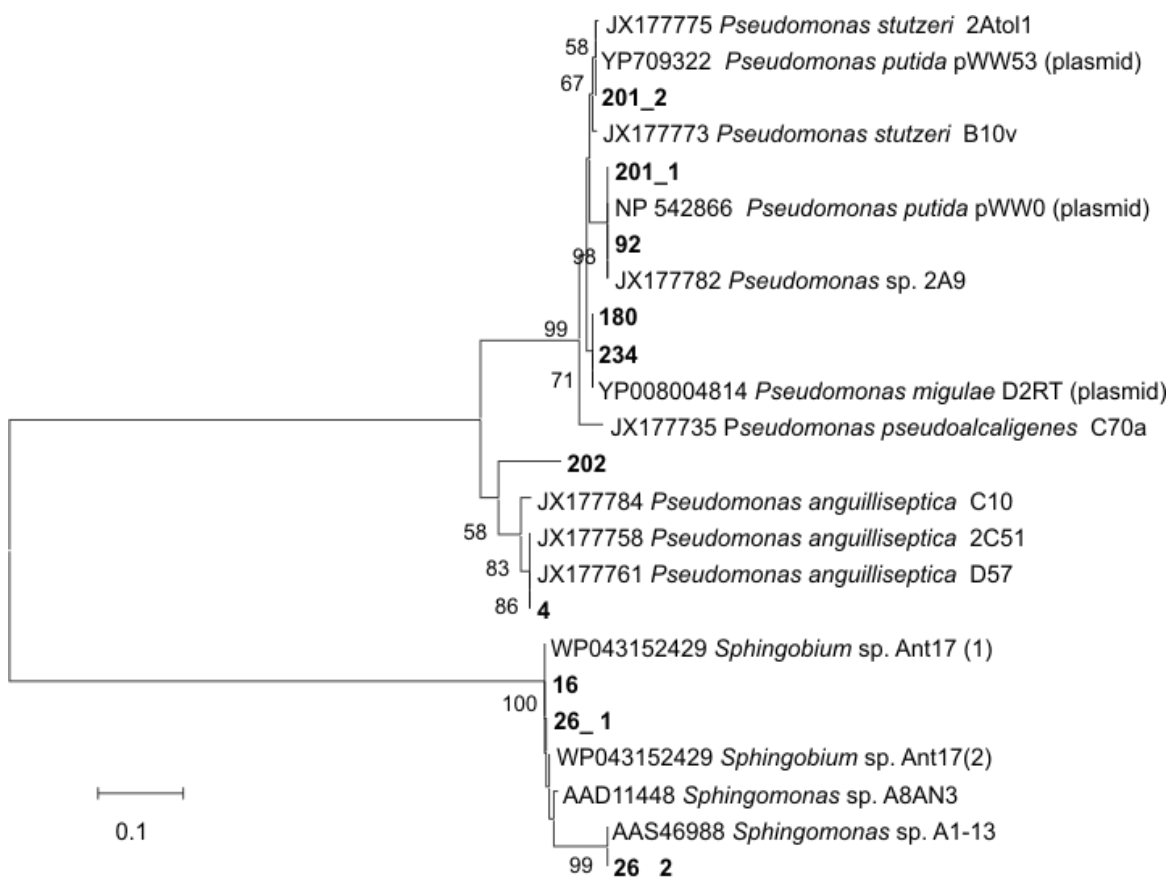 JX177775 Pseudomonas stutzeri 2Atol1
58
YP709322 Pseudomonas putida pWW53 (plasmid)
67
201_2
JX177773 Pseudomonas stutzeri B10v
201_1
NP 542866 Pseudomonas putida pWW0 (plasmid)
92
98
JX177782 Pseudomonas sp. 2A9
180
99
234
71
YP008004814 Pseudomonas migulae D2RT (plasmid)
JX177735 Pseudomonas pseudoalcaligenes C70a
202
JX177784 Pseudomonas anguilliseptica C10
58
JX177758 Pseudomonas anguilliseptica 2C51
83
JX177761 Pseudomonas anguilliseptica D57
86
4
WP043152429 Sphingobium sp. Ant17 (1)
16
100
26_ 1
WP043152429 Sphingobium sp. Ant17(2)
AAD11448 Sphingomonas sp. A8AN3
0.1
AAS46988 Sphingomonas sp. A1-13
99
26 2